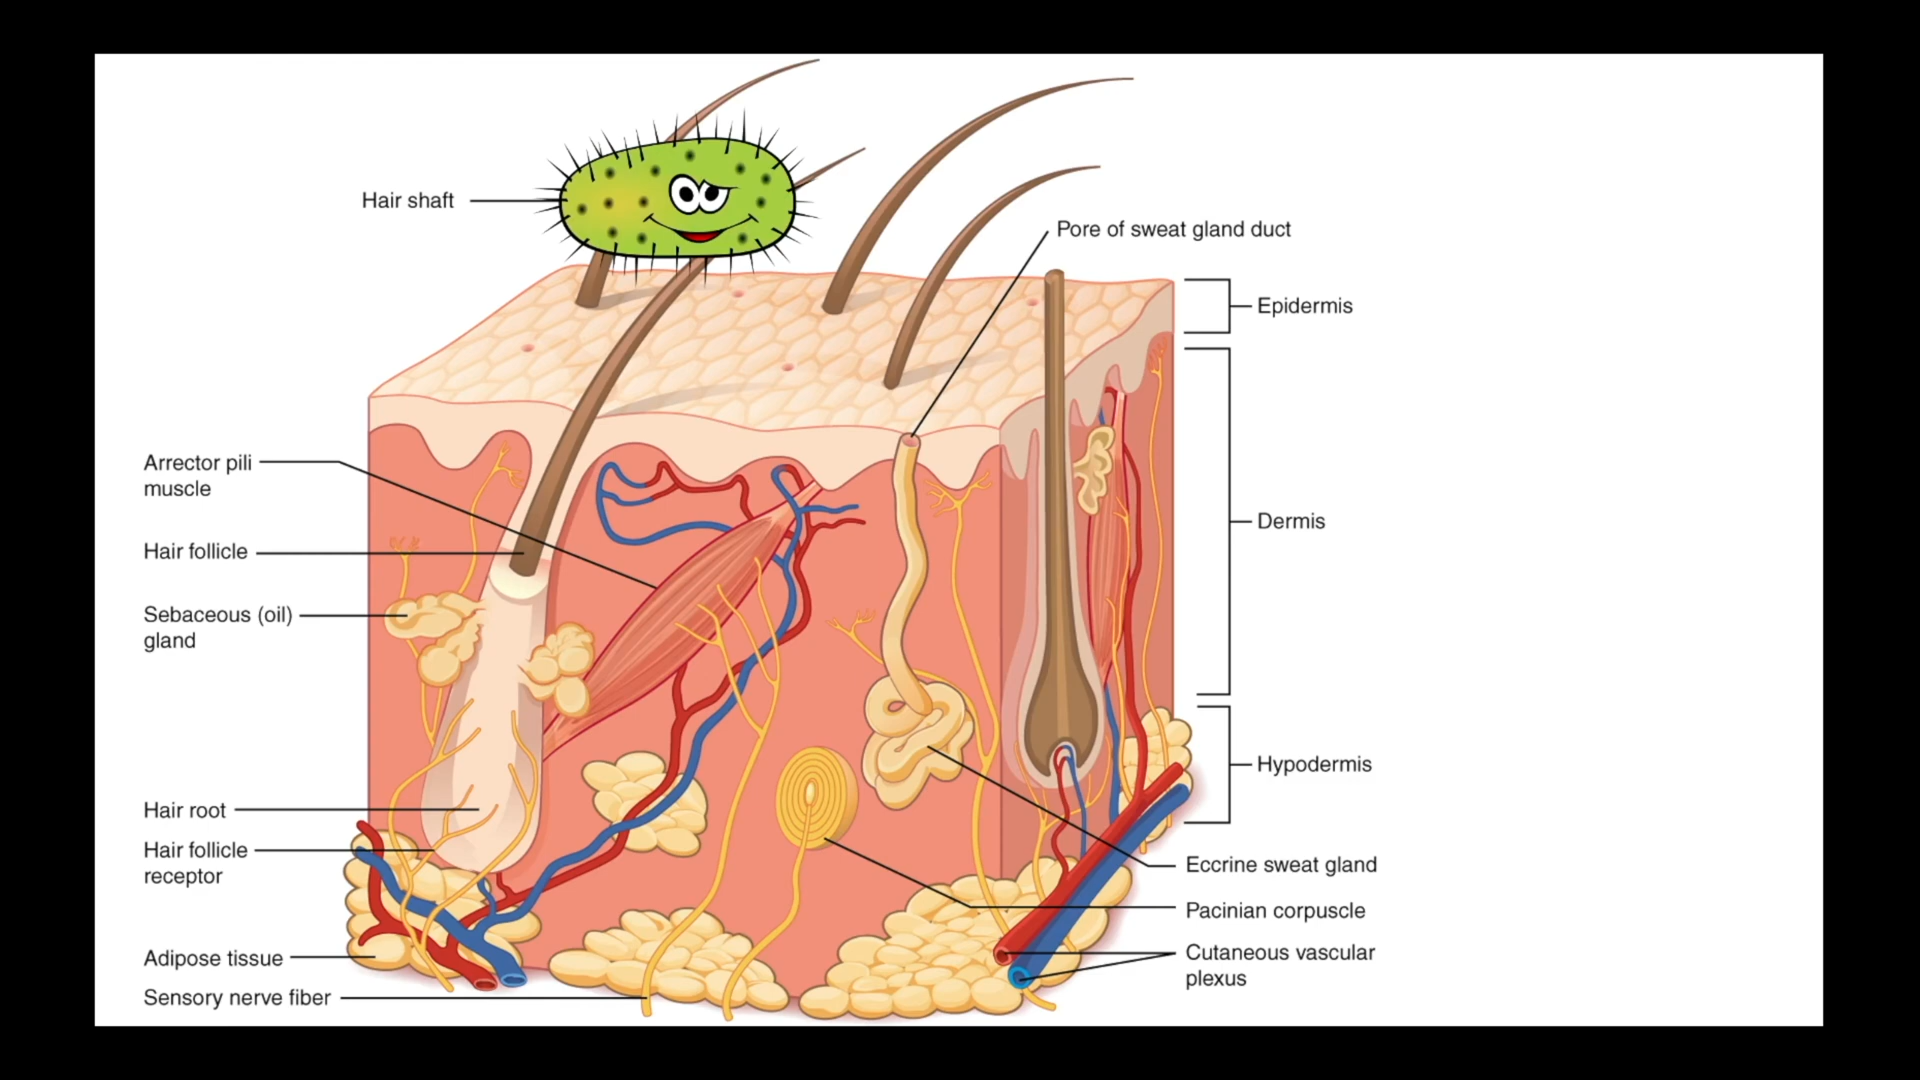 Hair shaft
Pore of sweat gland duct
Epidermis
Arrector pili
muscle
Dermis
Hair follicle
Sebaceous (oil)
gland
Hypodermis
Hair root
Hair follicle
receptor
Eccrine sweat gland
Pacinian corpuscle
Adipose tissue
Cutaneous vascular
plexus
Sensory nerve fiber